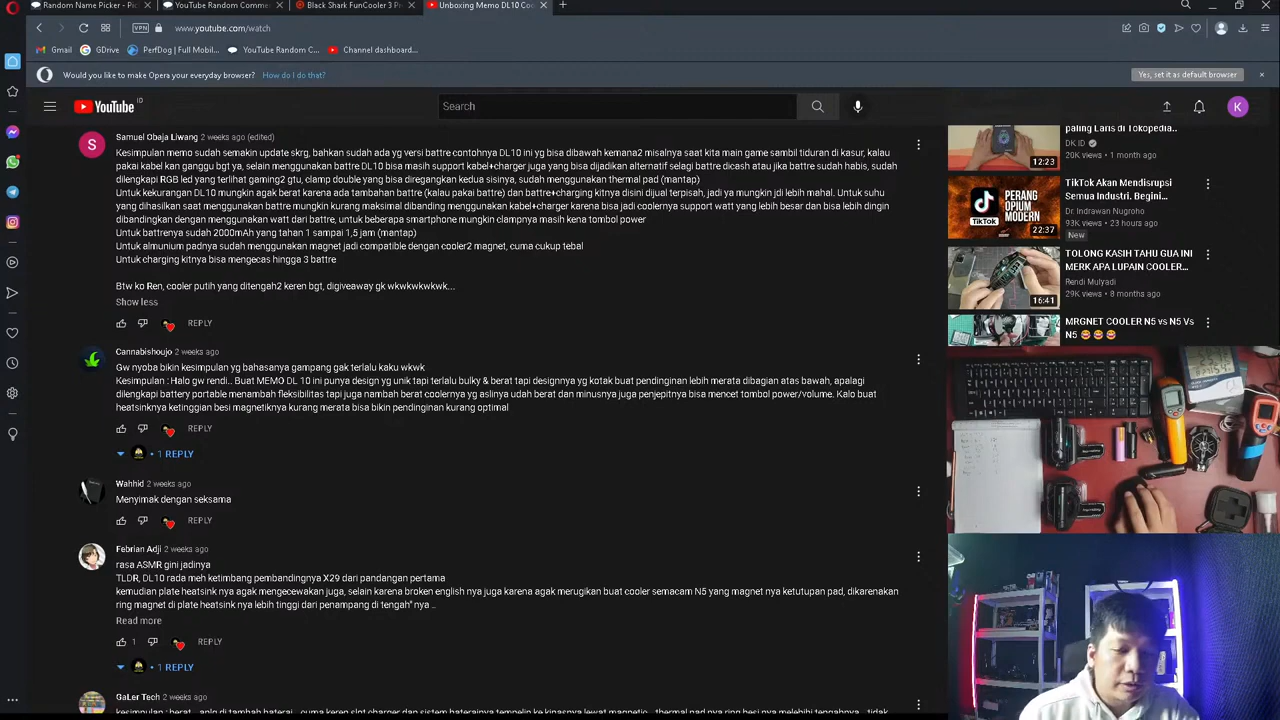 Random Name Picker - Pic
YouTube Random Comme
Black Shark FunCooler 3 Pr
Unboxing Memo DL10 Coo
VPN
www.youtube.com/watch
Gmail
GDrive
PerfDog | Full Mobil...
YouTube Random C...
Channel dashboard...
Would you like to make Opera your everyday browser?
How do I do that?
Yes, set it as default browser
YouTube
ID
Search
K
Samuel Obaja Liwang 2 weeks ago (edited)
S
Kesimpulan memo sudah semakin update skrg, bahkan sudah ada yg versi battre contohnya DL10 ini yg bisa dibawah kemana2 misalnya saat kita main game sambil tiduran di kasur, kalau
pakai kabel kan ganggu bgt ya, selain menggunakan battre DL10 bisa masih support kabel+charger juga yang bisa dijadikan alternatif selagi battre dicash atau jika battre sudah habis, sudah
dilengkapi RGB led yang terlihat gaming2 gtu, clamp double yang bisa diregangkan kedua sisinya, sudah menggunakan thermal pad (mantap)
Untuk kekurangan DL10 mungkin agak berat karena ada tambahan battre (kalau pakai battre) dan battre+charging kitnya disini dijual terpisah, jadi ya mungkin jdi lebih mahal. Untuk suhu
yang dihasilkan saat menggunakan battre mungkin kurang maksimal dibanding menggunakan kabel+charger karena bisa jadi coolernya support watt yang lebih besar dan bisa lebih dingin
dibandingkan dengan menggunakan watt dari battre, untuk beberapa smartphone mungkin clampnya masih kena tombol power
Untuk battrenya sudah 2000mAh yang tahan 1 sampai 1,5 jam (mantap)
Untuk almunium padnya sudah menggunakan magnet jadi compatible dengan cooler2 magnet, cuma cukup tebal
Untuk charging kitnya bisa mengecas hingga 3 battre
Btw ko Ren, cooler putih yang ditengah2 keren bgt, digiveaway gk wkwkwkwkwk...
Show less
REPLY
Cannabishoujo 2 weeks ago
Gw nyoba bikin kesimpulan yg bahasanya gampang gak terlalu kaku wkwk
Kesimpulan : Halo gw rendi.. Buat MEMO DL 10 ini punya design yg unik tapi terlalu bulky & berat tapi designnya yg kotak buat pendinginan lebih merata dibagian atas bawah, apalagi
dilengkapi battery portable menambah fleksibilitas tapi juga nambah berat coolernya yg aslinya udah berat dan minusnya juga penjepitnya bisa mencet tombol power/volume. Kalo buat
heatsinknya ketinggian besi magnetiknya kurang merata bisa bikin pendinginan kurang optimal
REPLY
1 REPLY
Wahhid 2 weeks ago
Menyimak dengan seksama
REPLY
Febrian Adji 2 weeks ago
rasa ASMR gini jadinya
TLDR, DL10 rada meh ketimbang pembandingnya X29 dari pandangan pertama
kemudian plate heatsink nya agak mengecewakan juga, selain karena broken english nya juga karena agak merugikan buat cooler semacam N5 yang magnet nya ketutupan pad, dikarenakan
ring magnet di plate heatsink nya lebih tinggi dari penampang di tengah" nya ..
Show more
1 REPLY
1 REPLY
GaLer Tech 2 weeks ago
paling Laris di Tokopedia..
DK ID
20K views • 1 month ago
12:23
TikTok Akan Mendisrupsi
Semua Industri. Begini...
Dr. Indrawan Nugroho
93K views • 23 hours ago
New
PERANG
OPIUM
MODERN
TikTok
22:37
TOLONG KASIH TAHU GUA INI
MERK APA LUPAIN COOLER...
Rendi Mulyadi
29K views • 8 months ago
16:41
MRGNET COOLER N5 vs N5 Vs
N5